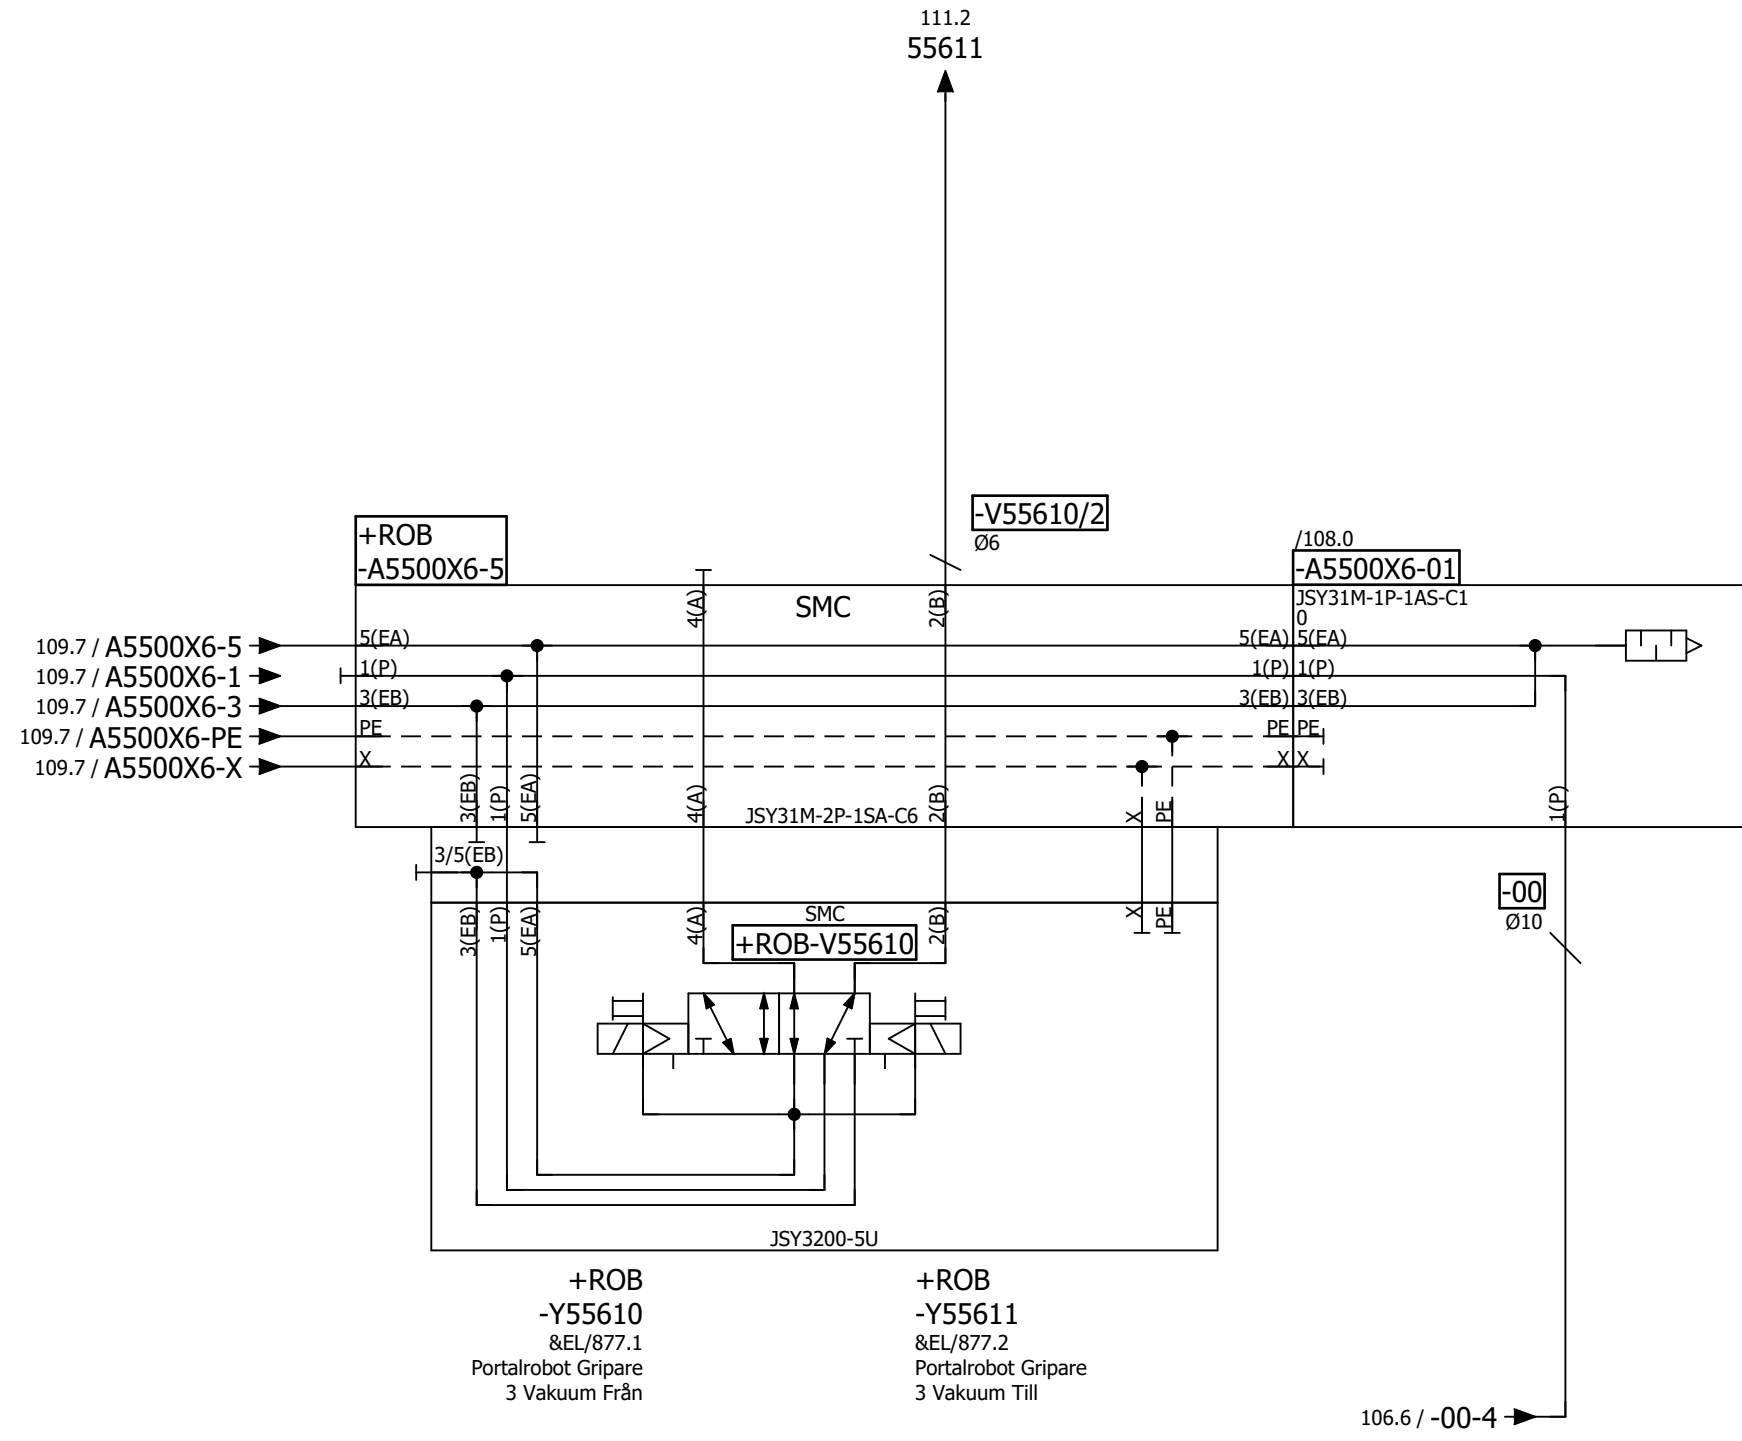 111.2
55611
-V55610/2
Ø6
+ROB
-A5500X6-5
/108.0
-A5500X6-01
JSY31M-1P-1AS-C1
0
4(A)
SMC
2(B)
109.7 / A5500X6-5
5(EA)
5(EA)
5(EA)
109.7 / A5500X6-1
1(P)
1(P)
1(P)
109.7 / A5500X6-3
3(EB)
3(EB)
3(EB)
109.7 / A5500X6-PE
PE
PE
PE
109.7 / A5500X6-X
X
X
X
3(EB)
1(P)
5(EA)
4(A)
JSY31M-2P-1SA-C6
2(B)
X
PE
1(P)
3/5(EB)
-00
Ø10
3(EB)
1(P)
5(EA)
4(A)
SMC
+ROB-V55610
2(B)
X
PE
JSY3200-5U
+ROB
-Y55610
&EL/877.1
Portalrobot Gripare
3 Vakuum Från
+ROB
-Y55611
&EL/877.2
Portalrobot Gripare
3 Vakuum Till
106.6 / -00-4